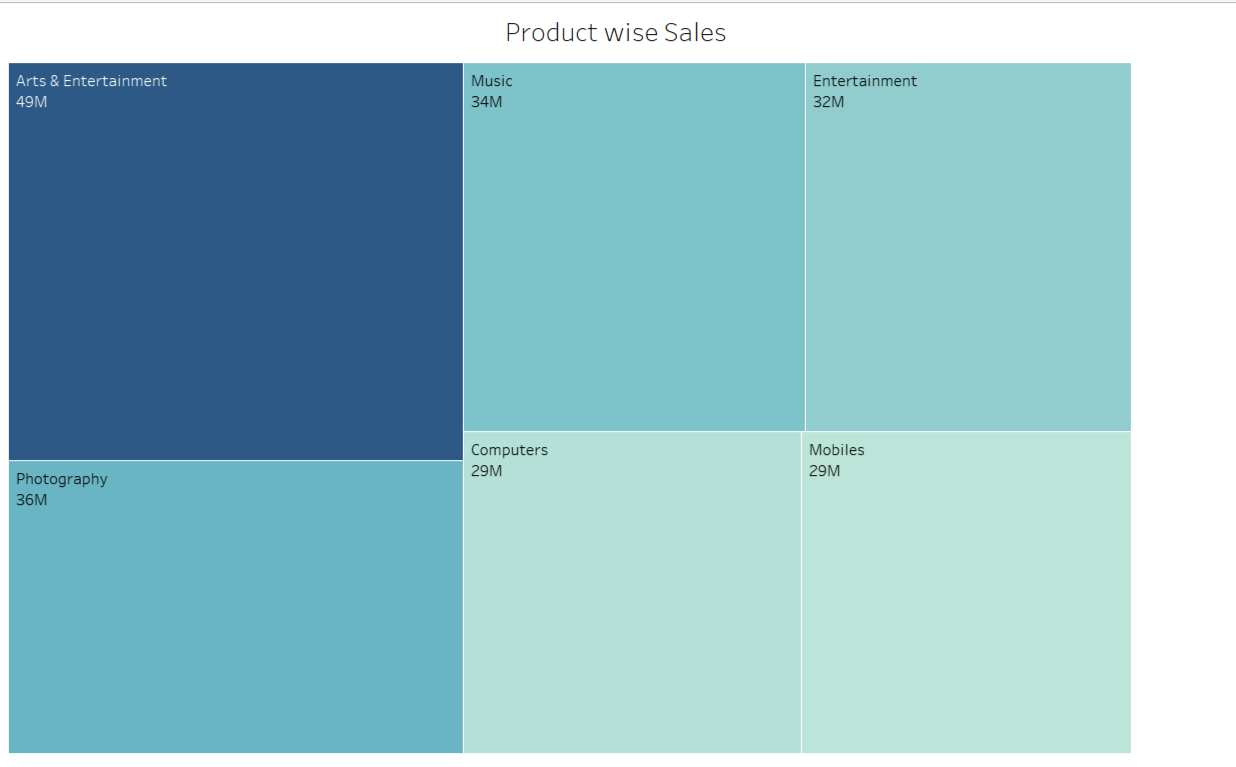 Product wise Sales
Arts & Entertainment
49M
Music
34M
Entertainment
32M
Photography
36M
Computers
29M
Mobiles
29M